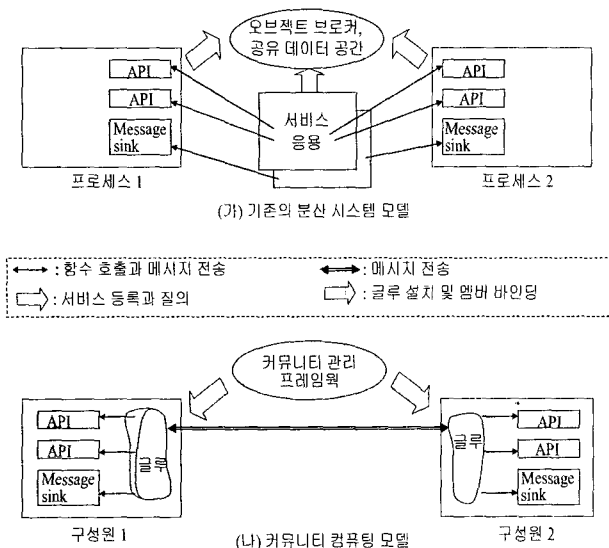 오브젝트 브로커,
공유 데이터 공간
API
API
Message
sink
프로세스 1
서비스
응용
API
API
Message
sink
프로세스 2
(가) 기존의 분산 시스템 모델
: 함수 호출과 메시지 전송
: 메시지 전송
: 서비스 등록과 질의
: 글루 설치 및 멤버 바인딩
커뮤니티 관리
프레임웍
API
API
Message
sink
글루
구성원 1
글루
API
API
Message
sink
구성원 2
(나) 커뮤니티 컴퓨팅 모델